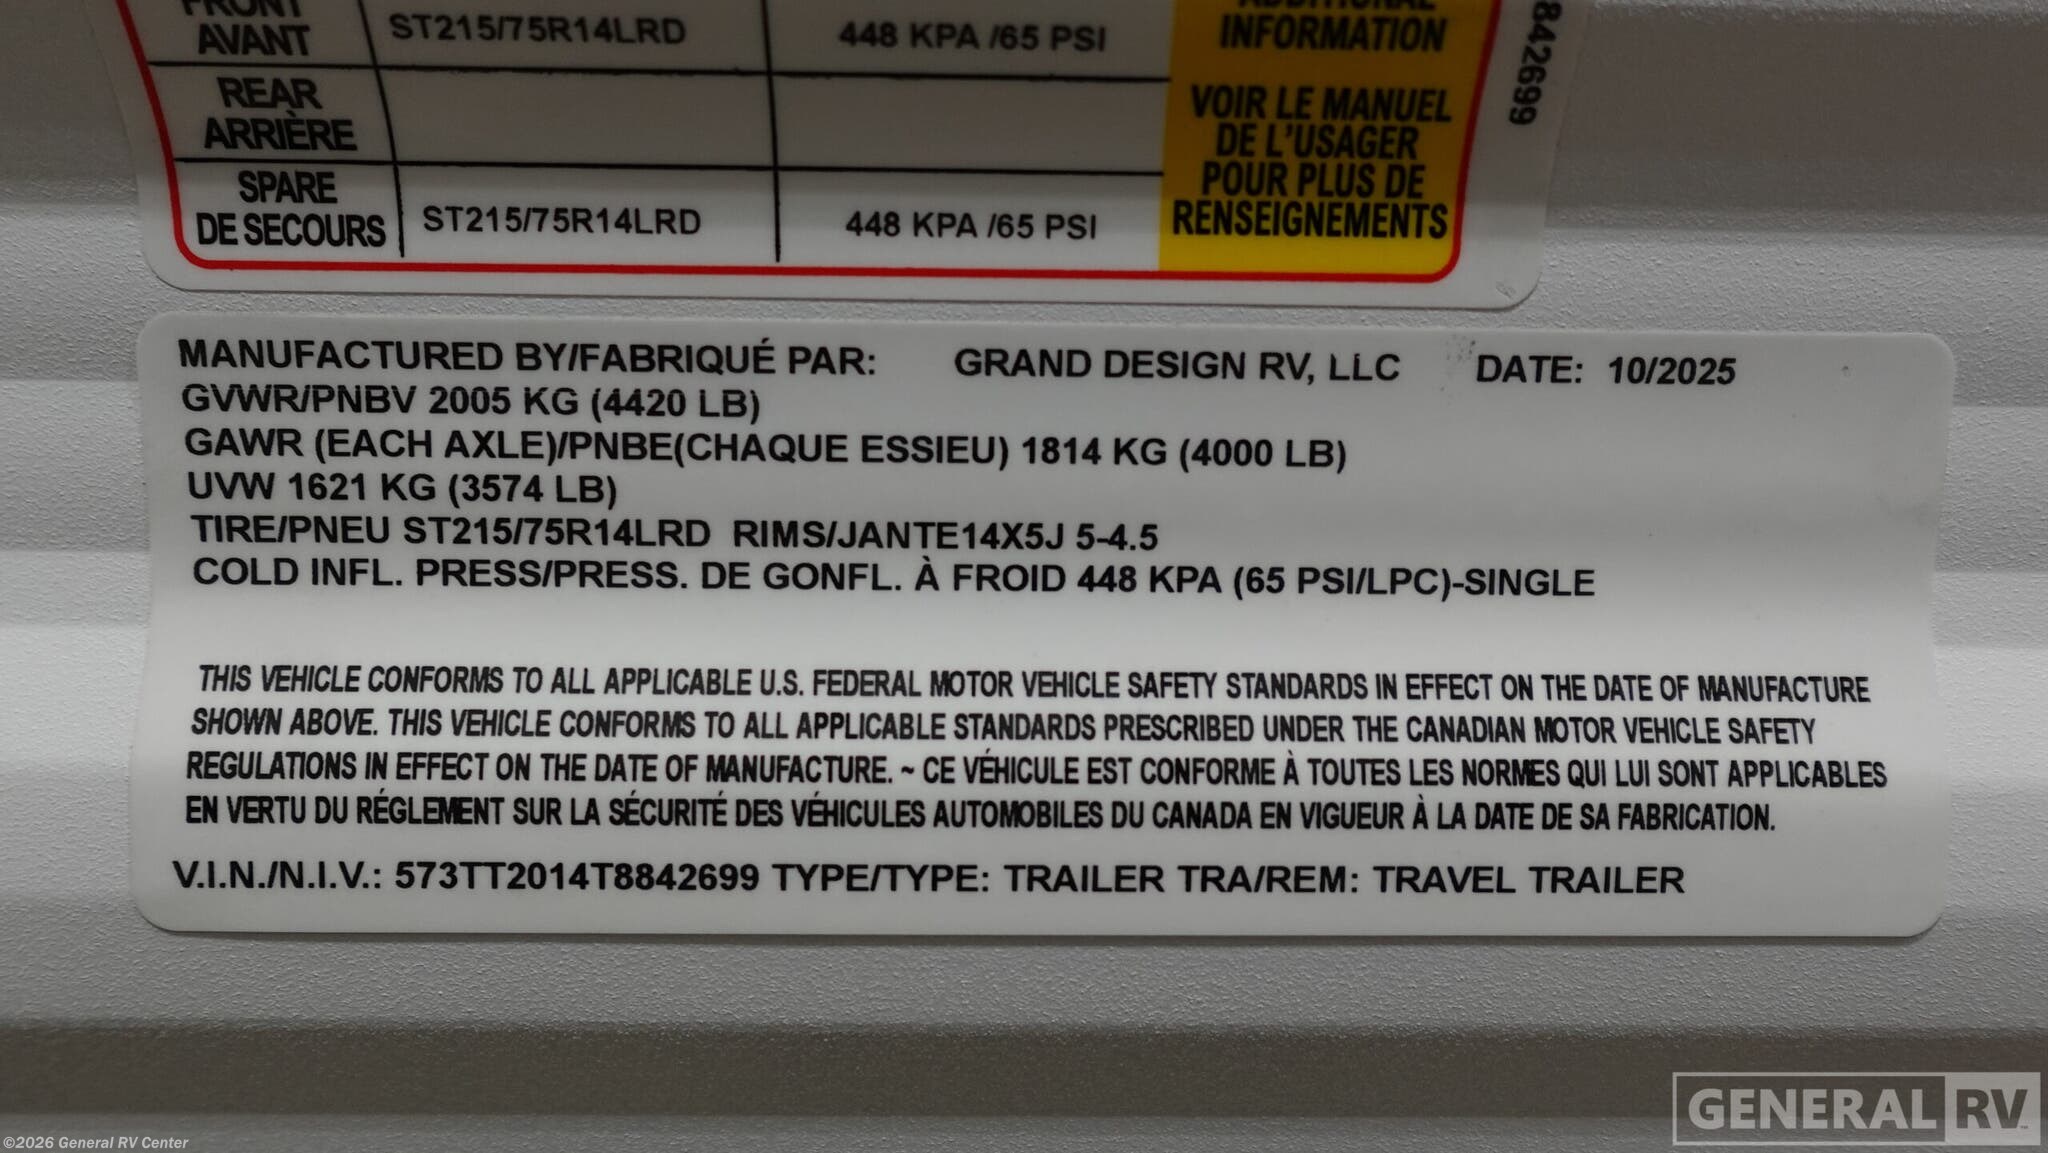 FRONT
AVANT
ST215/75R14LRD
448 KPA /65 PSI
ADDITIONAL
INFORMATION
REAR
ARRIÈRE
VOIR LE MANUEL
DE L'USAGER
POUR PLUS DE
RENSEIGNEMENTS
SPARE
DE SECOURS
ST215/75R14LRD
448 KPA /65 PSI
8842699
MANUFACTURED BY/FABRIQUÉ PAR: GRAND DESIGN RV, LLC DATE: 10/2025
GVWR/PNBV 2005 KG (4420 LB)
GAWR (EACH AXLE)/PNBE(CHAQUE ESSIEU) 1814 KG (4000 LB)
UVW 1621 KG (3574 LB)
TIRE/PNEU ST215/75R14LRD RIMS/JANTE14X5J 5-4.5
COLD INFL. PRESS/PRESS. DE GONFL. À FROID 448 KPA (65 PSI/LPC)-SINGLE
THIS VEHICLE CONFORMS TO ALL APPLICABLE U.S. FEDERAL MOTOR VEHICLE SAFETY STANDARDS IN EFFECT ON THE DATE OF MANUFACTURE
SHOWN ABOVE. THIS VEHICLE CONFORMS TO ALL APPLICABLE STANDARDS PRESCRIBED UNDER THE CANADIAN MOTOR VEHICLE SAFETY
REGULATIONS IN EFFECT ON THE DATE OF MANUFACTURE. ~ CE VÉHICULE EST CONFORME À TOUTES LES NORMES QUI LUI SONT APPLICABLES
EN VERTU DU RÉGLEMENT SUR LA SÉCURITÉ DES VÉHICULES AUTOMOBILES DU CANADA EN VIGUEUR À LA DATE DE SA FABRICATION.
V.I.N./N.I.V.: 573TT2014T8842699 TYPE/TYPE: TRAILER TRA/REM: TRAVEL TRAILER
GENERAL RV
©2026 General RV Center